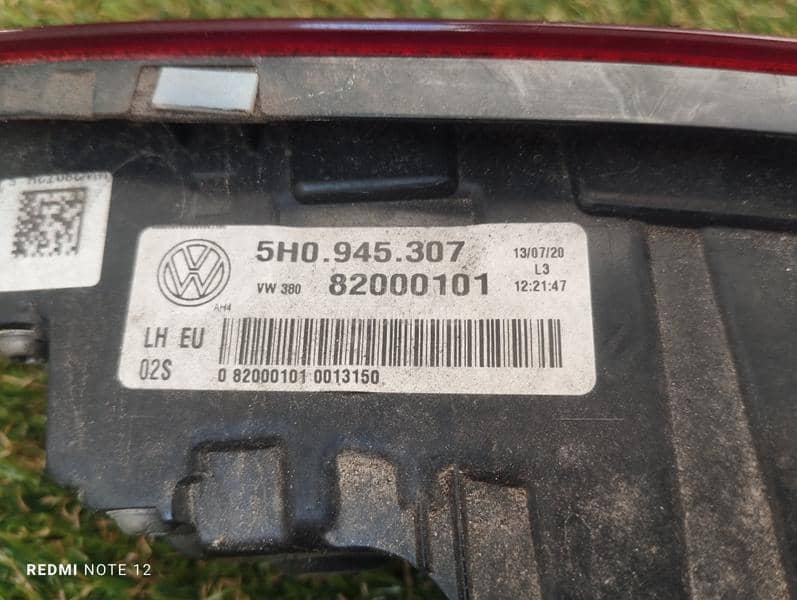 5H0.945.307
13/07/20
VW 380 82000101
L3
12:21:47
AH4
LH EU
02S
0 82000101 0013150
REDMI NOTE 12